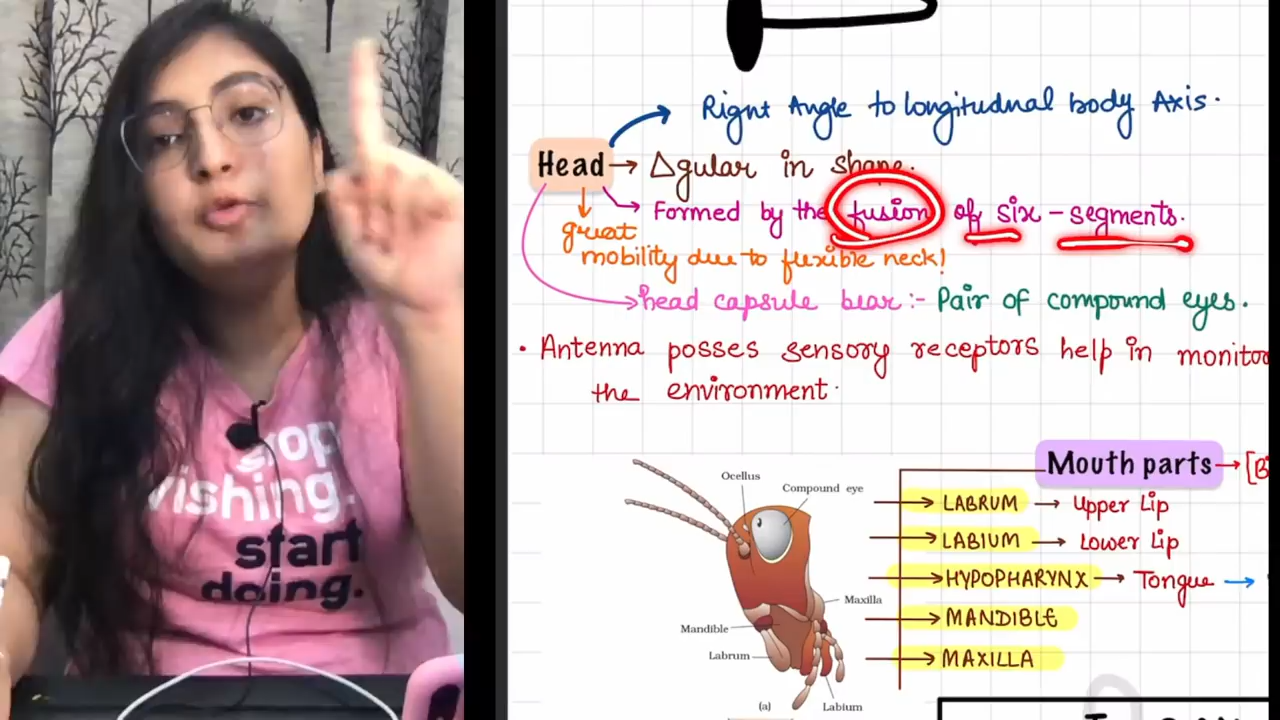 Right Angle to longitudnal body Axis.
Head → ∆gular in shape.
Formed by the fusion of six - segments.
great
mobility due to flexible neck!
head capsule bear :- Pair of compound eyes.
• Antenna posses sensory receptors help in monitor
the environment.
Mouth parts → [B
Ocellus
Compound eye
LABRUM → Upper Lip
LABIUM → Lower Lip
HYPOPHARYNX → Tongue →
Maxilla
MANDIBLE
Mandible
Labrum
MAXILLA
(a)
Labium
stop
wishing.
start
doing.